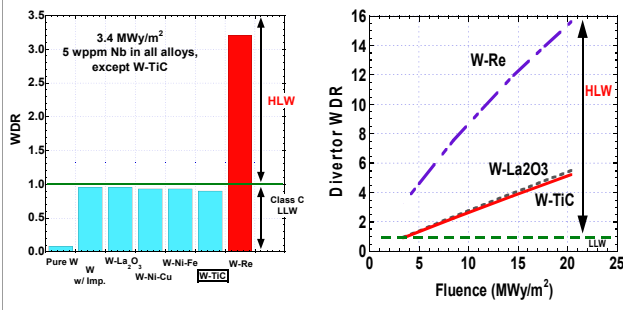 3.5
3.0
2.5
2.0
1.5
1.0
0.5
0.0
WDR
3.4 MWy/m²
5 wppm Nb in all alloys,
except W-TiC
HLW
Class C
LLW
Pure W
W
w/ Imp.
W-La₂O₃
W-Ni-Cu
W-Ni-Fe
W-TiC
W-Re
16
14
12
10
8
6
4
2
0
Divertor WDR
W-Re
HLW
W-La2O3
W-TiC
LLW
0
5
10
15
20
25
Fluence (MWy/m²)